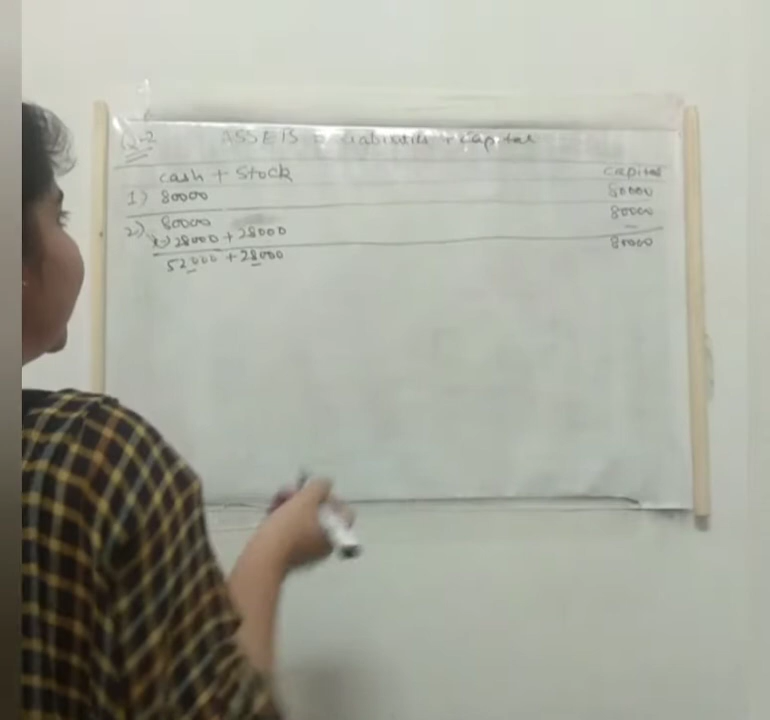 Q.2 ASSETS = Liabilities + Capital
cash + Stock Capital
1) 80000 80000
2) 80000 80000
(-) 28000 + 28000 —
52000 + 28000 80000